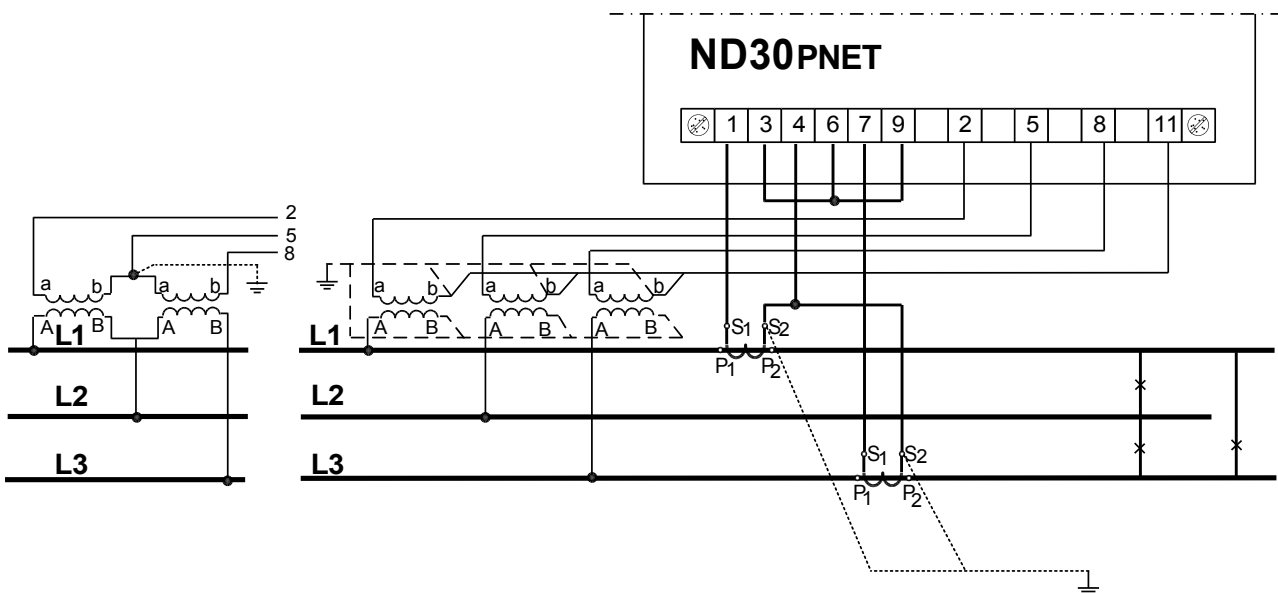 ND30PNET
1 3 4 6 7 9 2 5 8 11
2
5
8
a b a b
A B A B
a b a b b
A B A B A B
L1
L2
L3
L1
L2
L3
S1 S2
P1 P2
S1 S2
P1 P2